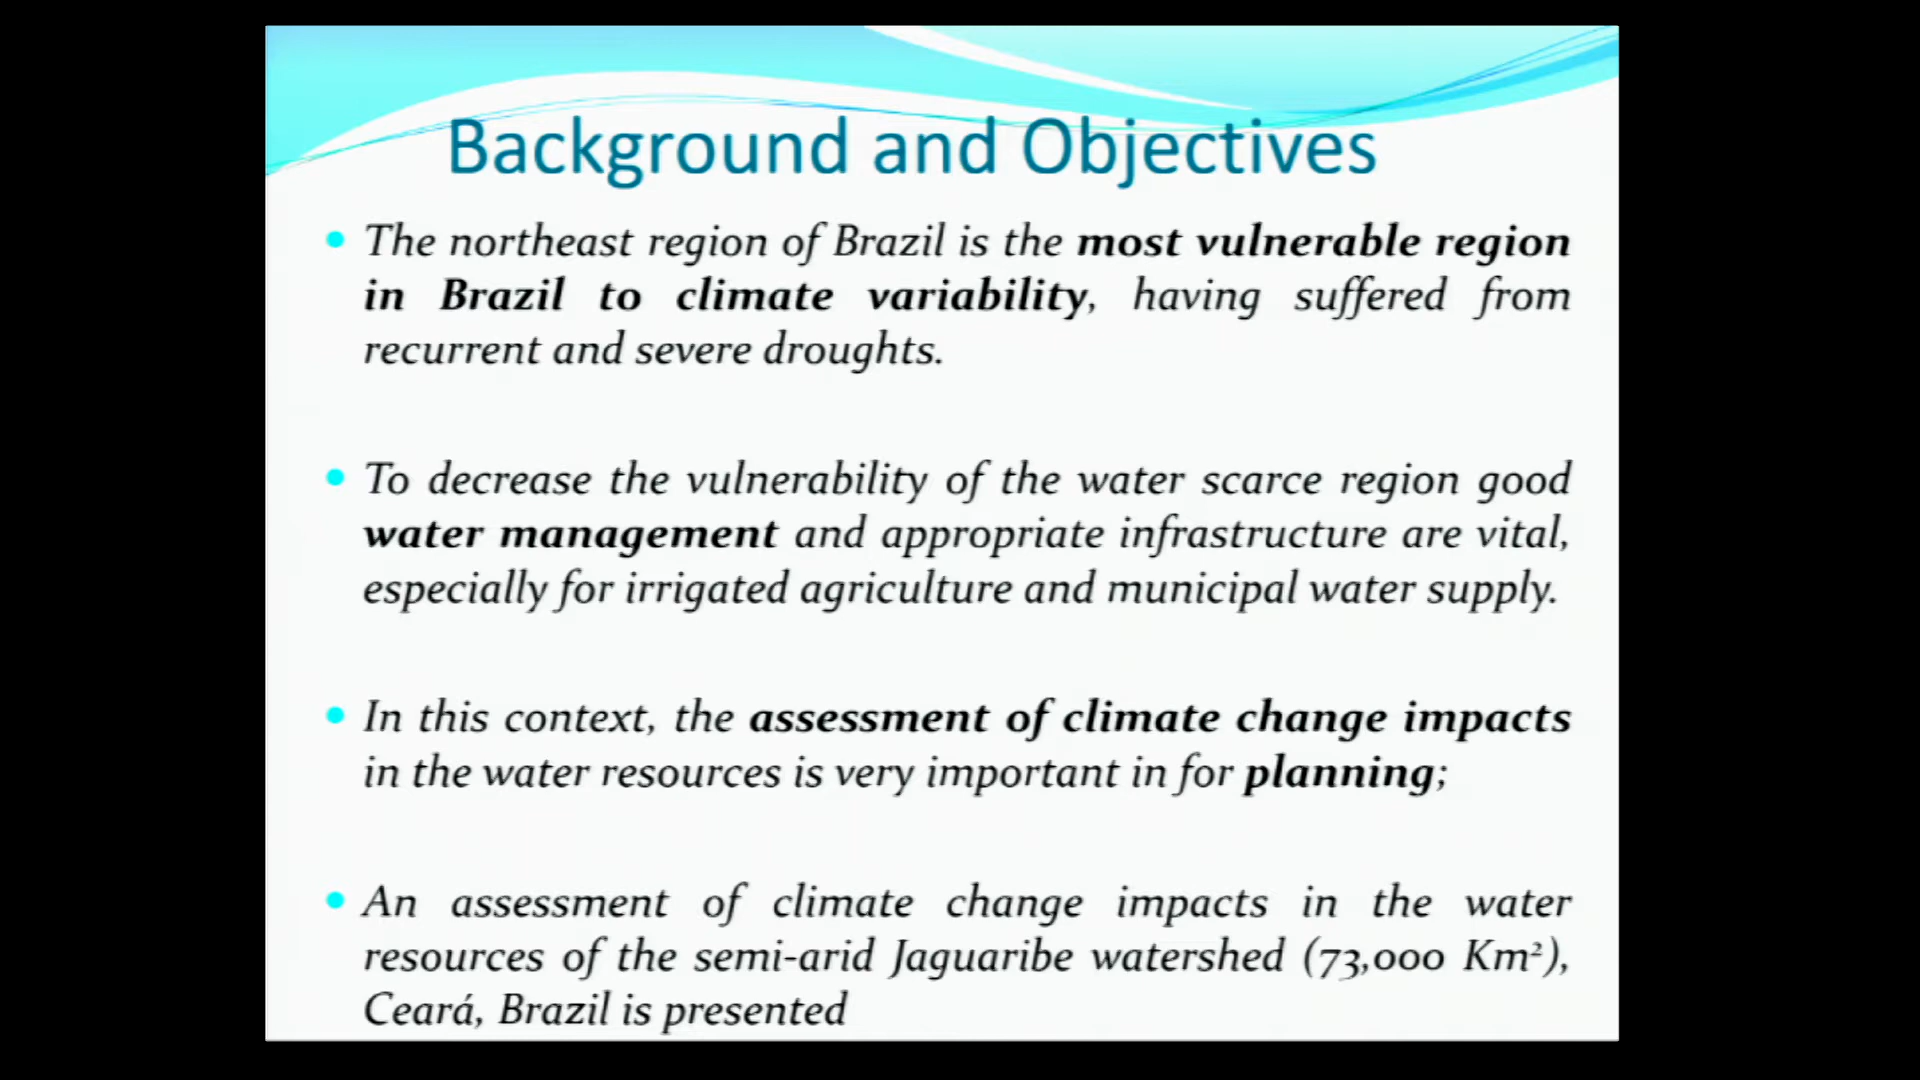 Background and Objectives
The northeast region of Brazil is the most vulnerable region
in Brazil to climate variability, having suffered from
recurrent and severe droughts.
To decrease the vulnerability of the water scarce region good
water management and appropriate infrastructure are vital,
especially for irrigated agriculture and municipal water supply.
In this context, the assessment of climate change impacts
in the water resources is very important in for planning;
An assessment of climate change impacts in the water
resources of the semi-arid Jaguaribe watershed (73,000 Km²),
Ceará, Brazil is presented